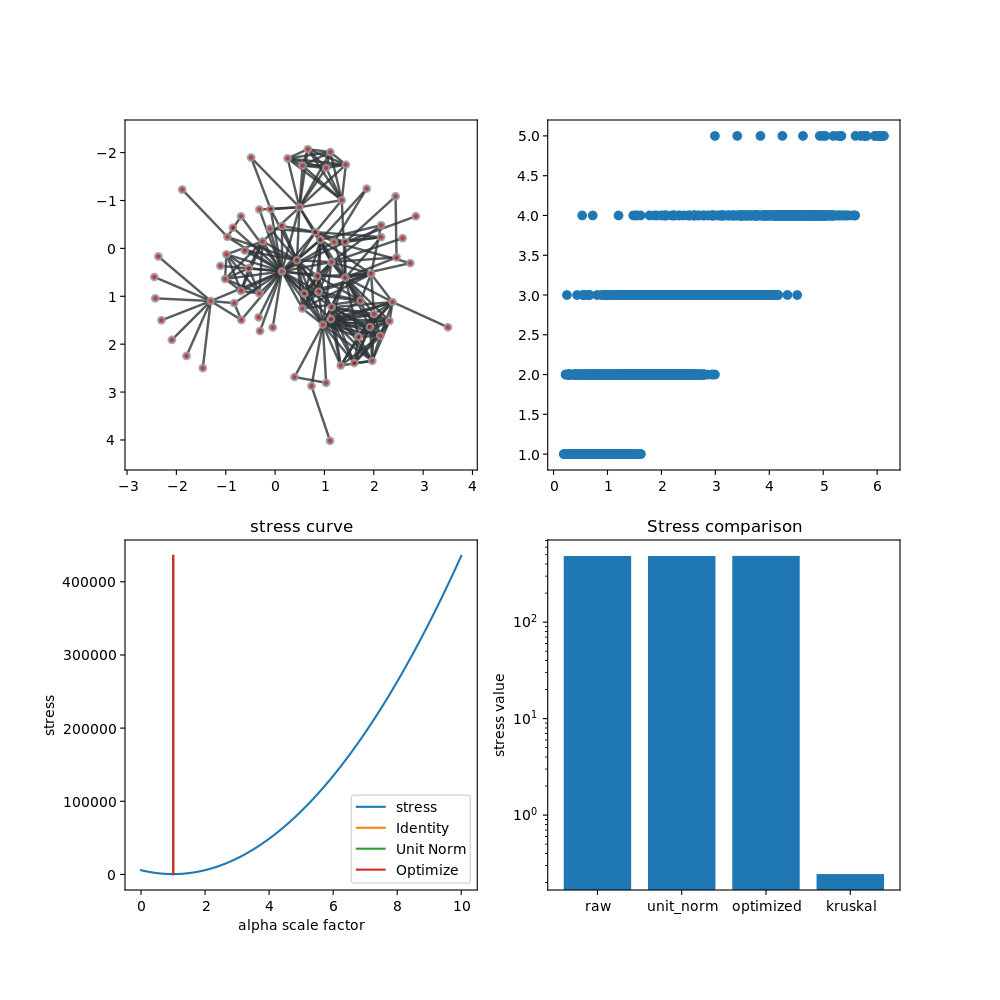 −2
−1
0
1
2
3
4
−3 −2 −1 0 1 2 3 4
5.0
4.5
4.0
3.5
3.0
2.5
2.0
1.5
1.0
0 1 2 3 4 5 6
stress curve
400000
300000
200000
100000
0
stress
stress
Identity
Unit Norm
Optimize
0 2 4 6 8 10
alpha scale factor
Stress comparison
10²
10¹
10⁰
stress value
raw unit_norm optimized kruskal